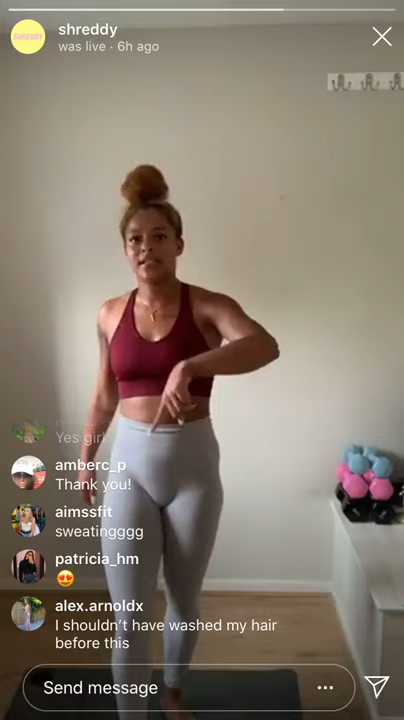 shreddy
SHREDDY
was live · 6h ago
Yes girl
amberc_p
Thank you!
aimssfit
sweatingggg
patricia_hm
😍
alex.arnoldx
I shouldn't have washed my hair
before this
Send message